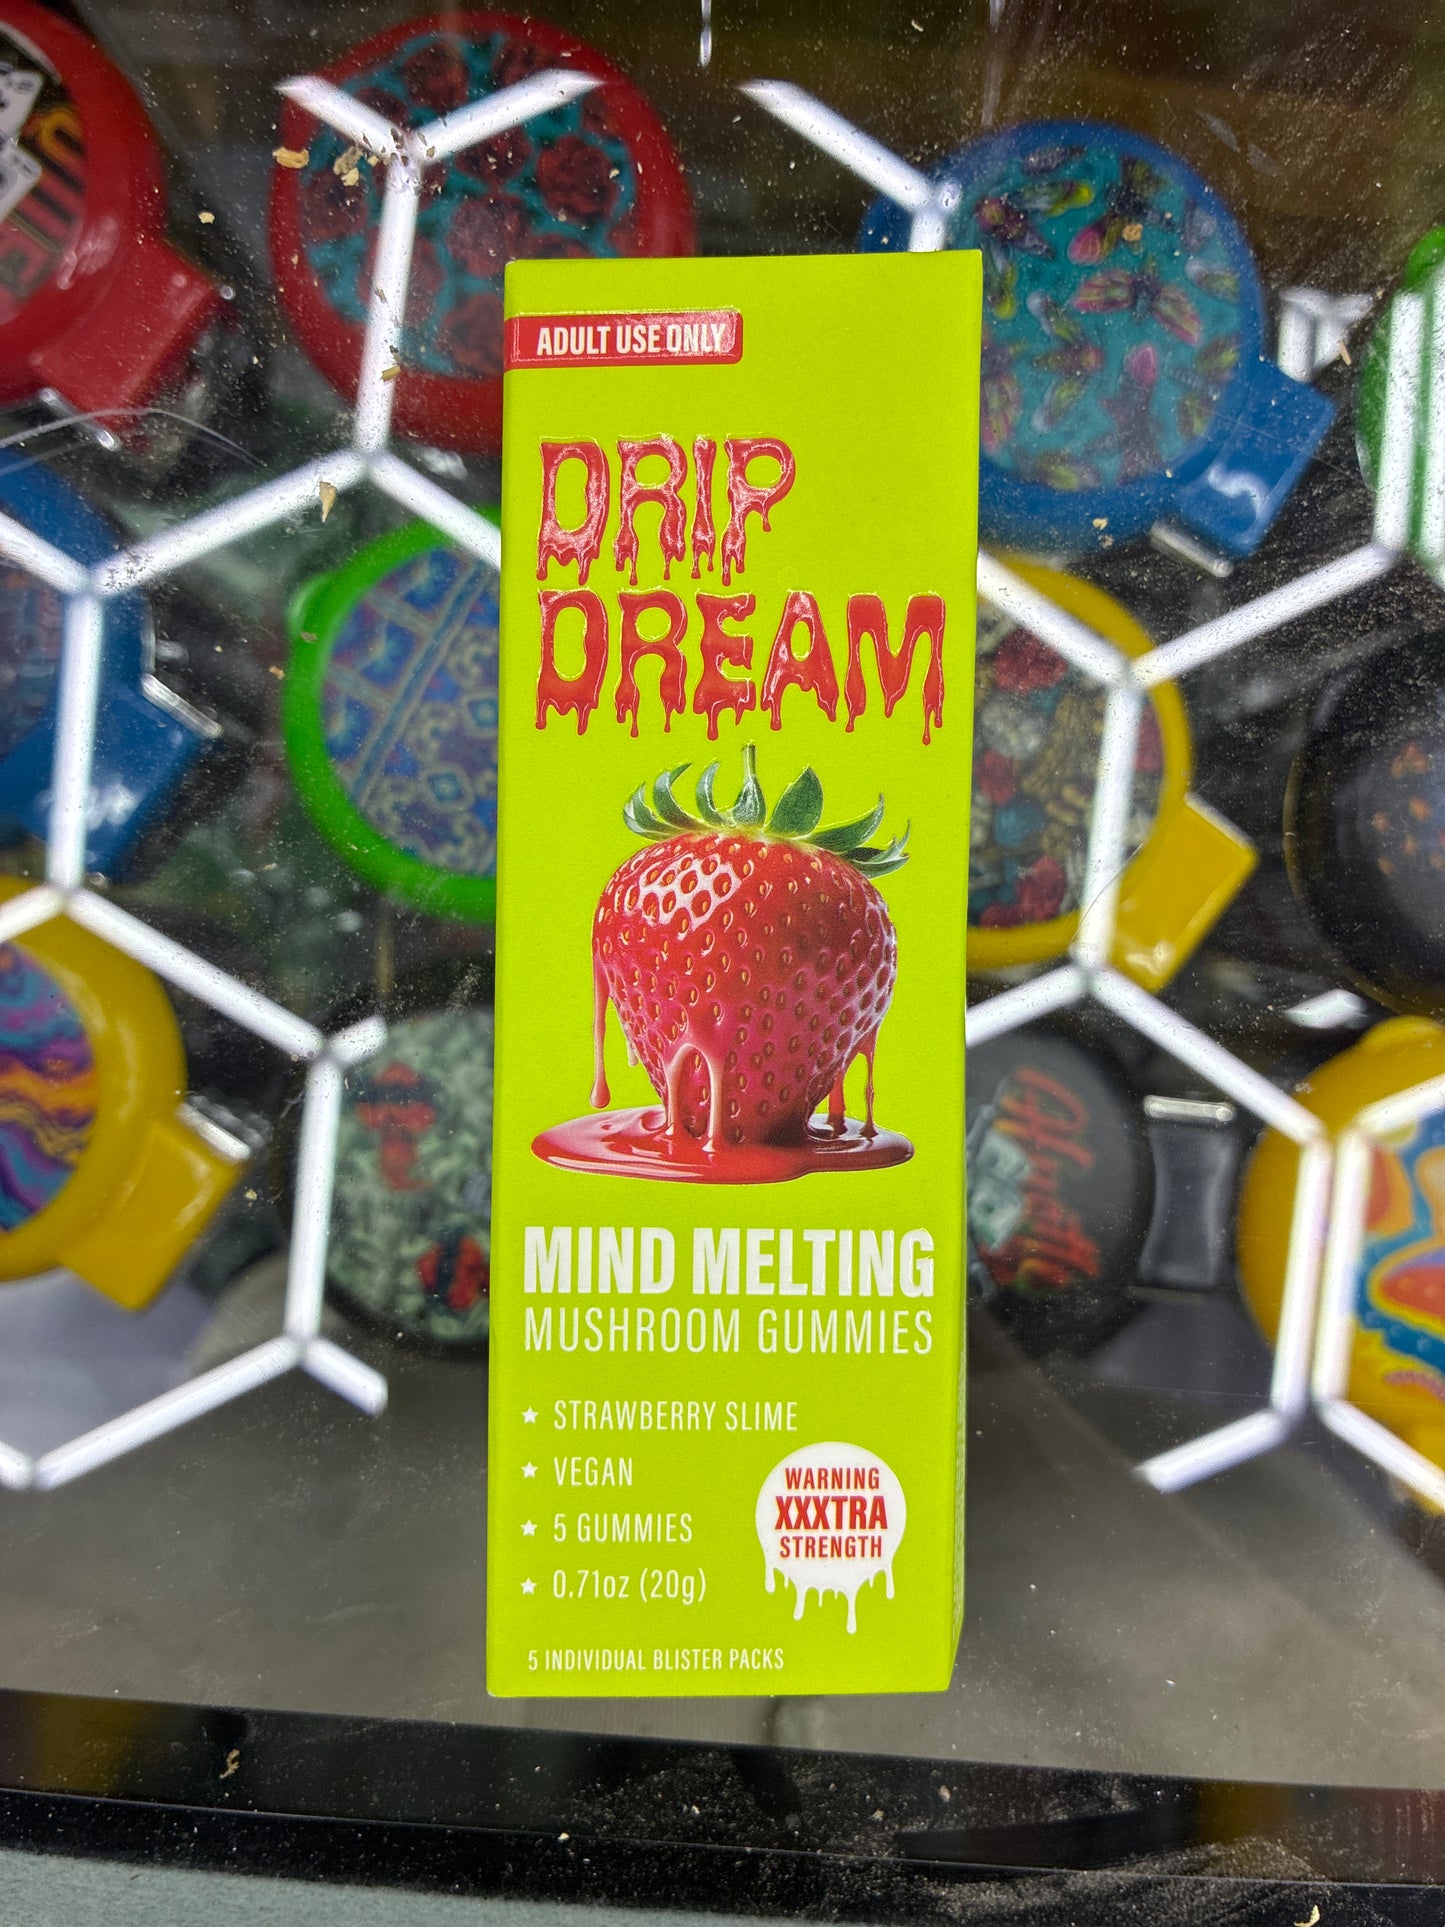 ADULT USE ONLY
DRIP
DREAM
MIND MELTING
MUSHROOM GUMMIES
★ STRAWBERRY SLIME
★ VEGAN
★ 5 GUMMIES
★ 0.71oz (20g)
WARNING
XXXTRA
STRENGTH
5 INDIVIDUAL BLISTER PACKS